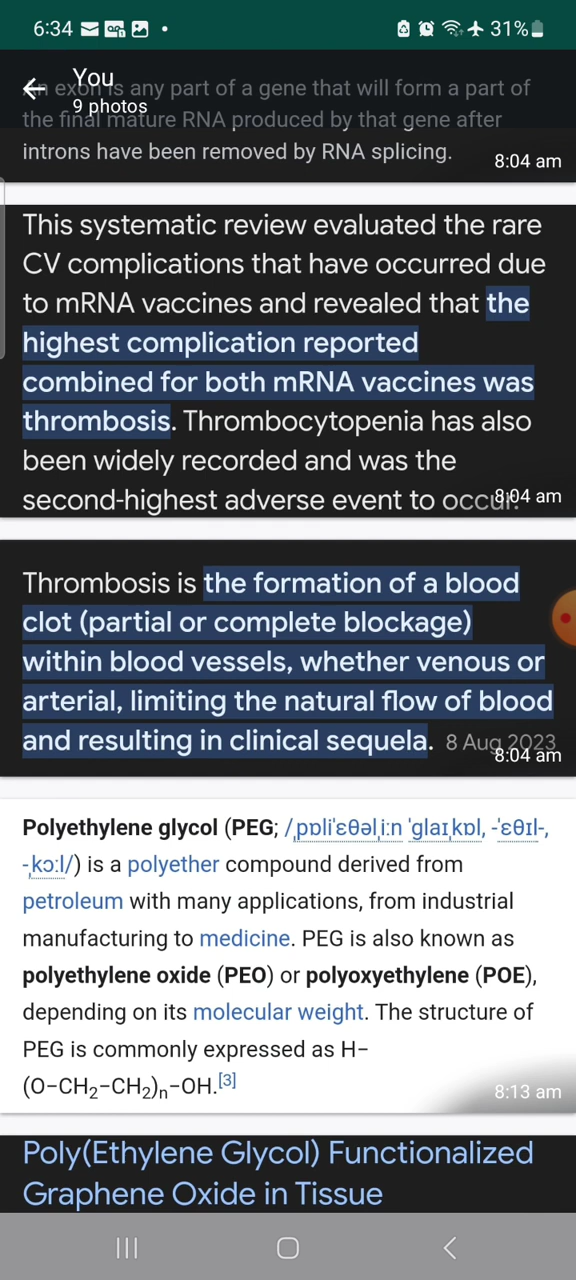 6:34
31%
You
9 photos
An exon is any part of a gene that will form a part of
the final mature RNA produced by that gene after
introns have been removed by RNA splicing.
8:04 am
This systematic review evaluated the rare
CV complications that have occurred due
to mRNA vaccines and revealed that the
highest complication reported
combined for both mRNA vaccines was
thrombosis. Thrombocytopenia has also
been widely recorded and was the
second-highest adverse event to occur.
8:04 am
Thrombosis is the formation of a blood
clot (partial or complete blockage)
within blood vessels, whether venous or
arterial, limiting the natural flow of blood
and resulting in clinical sequela. 8 Aug 2023
8:04 am
Polyethylene glycol (PEG; /ˌpɒliˈɛθəlˌiːn ˈɡlaɪkɒl, -ˈɛθɪl-,
-ˌkɔːl/) is a polyether compound derived from
petroleum with many applications, from industrial
manufacturing to medicine. PEG is also known as
polyethylene oxide (PEO) or polyoxyethylene (POE),
depending on its molecular weight. The structure of
PEG is commonly expressed as H−
(O−CH₂−CH₂)ₙ−OH.[3]
8:13 am
Poly(Ethylene Glycol) Functionalized
Graphene Oxide in Tissue